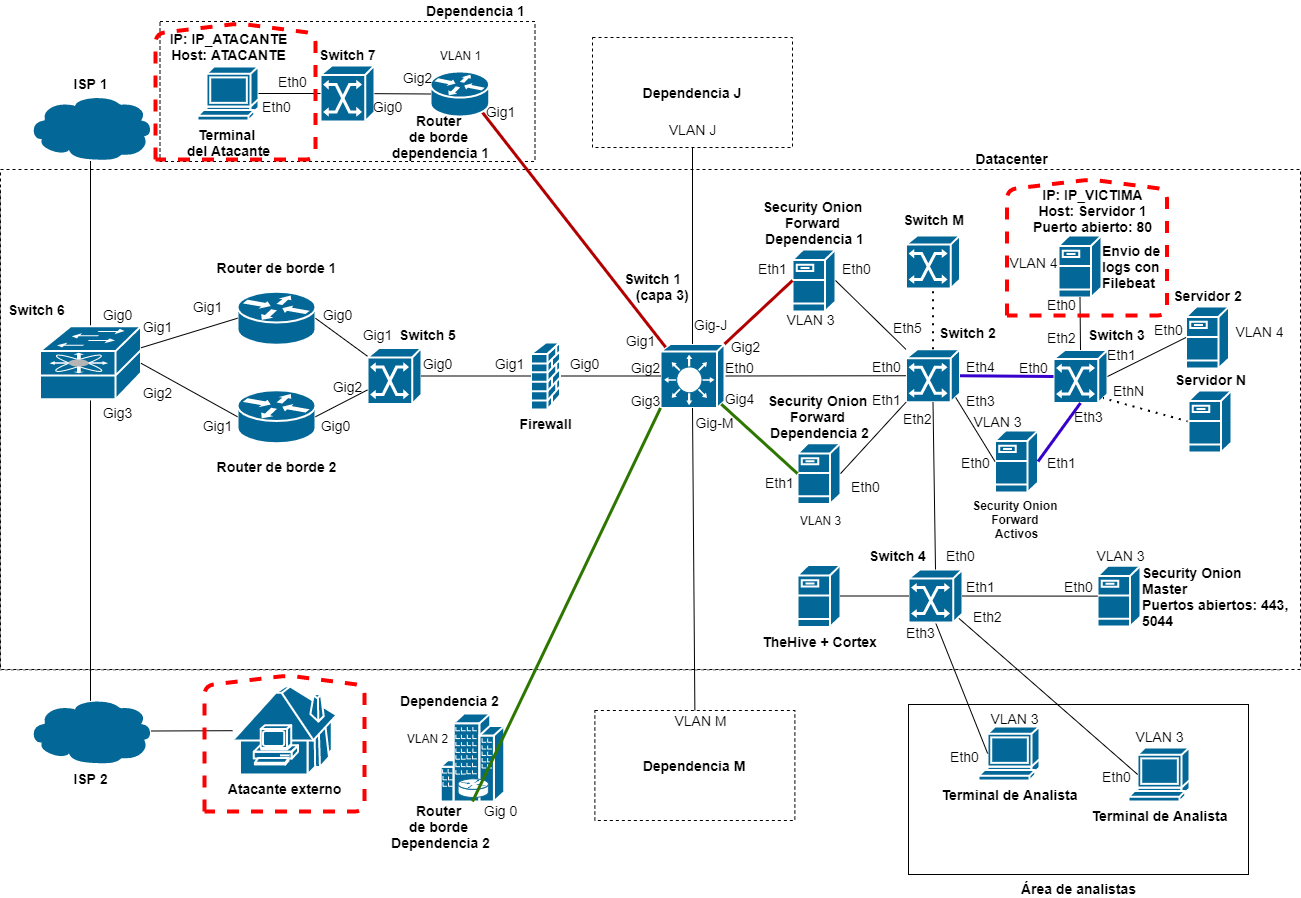 Dependencia 1
IP: IP_ATACANTE
Host: ATACANTE
Switch 7
VLAN 1
ISP 1
Eth0
Eth0
Gig0
Gig2
Gig1
Terminal
del Atacante
Router
de borde
dependencia 1
Dependencia J
VLAN J
Datacenter
Security Onion
Forward
Dependencia 1
Eth1
Eth0
VLAN 3
Switch M
IP: IP_VICTIMA
Host: Servidor 1
Puerto abierto: 80
VLAN 4
Envio de
logs con
Filebeat
Eth0
Router de borde 1
Switch 1
(capa 3)
Switch 6
Gig0
Gig1
Gig2
Gig3
Gig1
Gig0
Gig1
Gig0
Router de borde 2
Switch 5
Gig1
Gig0
Gig2
Gig1
Gig0
Firewall
Gig-J
Gig1
Gig2
Gig2
Eth0
Gig3
Gig4
Gig-M
Switch 2
Eth5
Eth0
Eth4
Eth1
Eth3
Eth2
Switch 3
Eth2
Eth0
Eth1
EthN
Eth3
Servidor 2
Eth0
VLAN 4
Servidor N
Security Onion
Forward
Dependencia 2
Eth1
Eth0
VLAN 3
VLAN 3
Eth0
Eth1
Security Onion
Forward
Activos
Switch 4
Eth0
Eth1
Eth2
Eth3
TheHive + Cortex
VLAN 3
Eth0
Security Onion
Master
Puertos abiertos: 443,
5044
ISP 2
Atacante externo
Dependencia 2
VLAN 2
Gig 0
Router
de borde
Dependencia 2
VLAN M
Dependencia M
VLAN 3
Eth0
Terminal de Analista
VLAN 3
Eth0
Terminal de Analista
Área de analistas